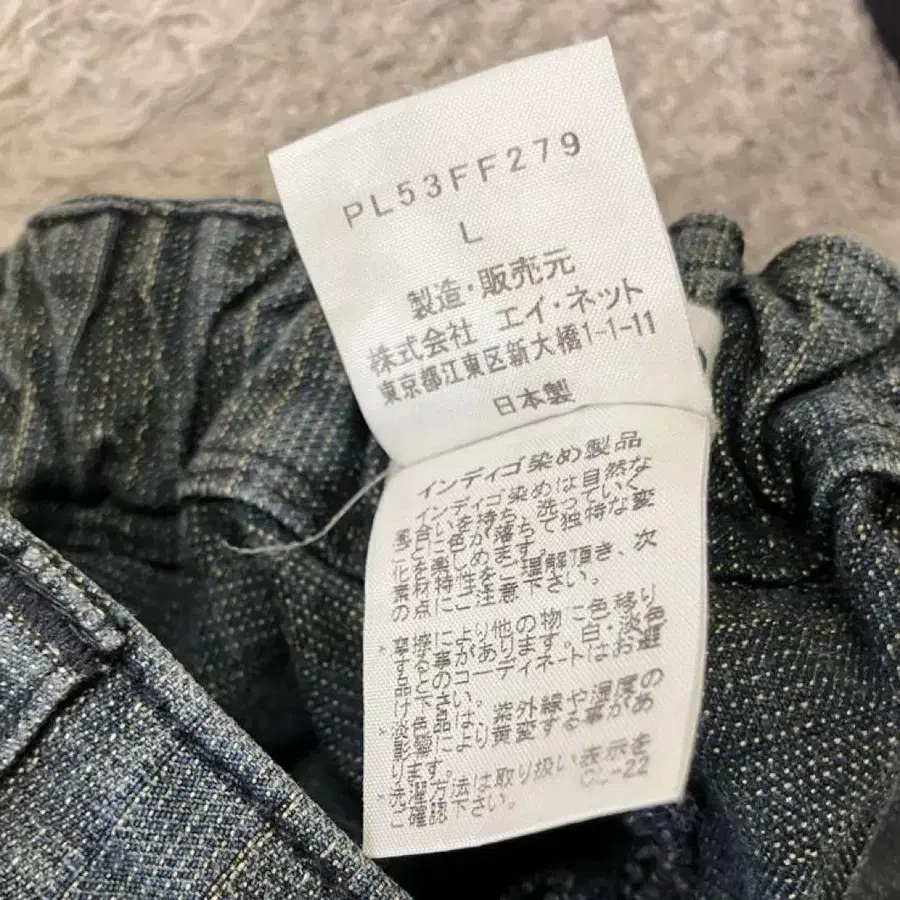 PL53FF279
L
製造・販売元
株式会社 エイ・ネット
東京都江東区新大橋1-1-11
日本製
インディゴ染め製品
インディゴ染めは自然な
風合いを持ち、洗っていく
ごとに色が落ちて独特な変
化を楽しめます。
素材特性をご理解頂き、次
の点にご注意下さい。
* 摩擦により他の物に色移り
する事があります。白・淡色
品とのコーディネートはお避
け下さい。
* 淡色品は、紫外線や湿度の
影響により黄変する事があ
ります。
* 洗濯方法は取り扱い表示を
ご確認下さい。 CL-22